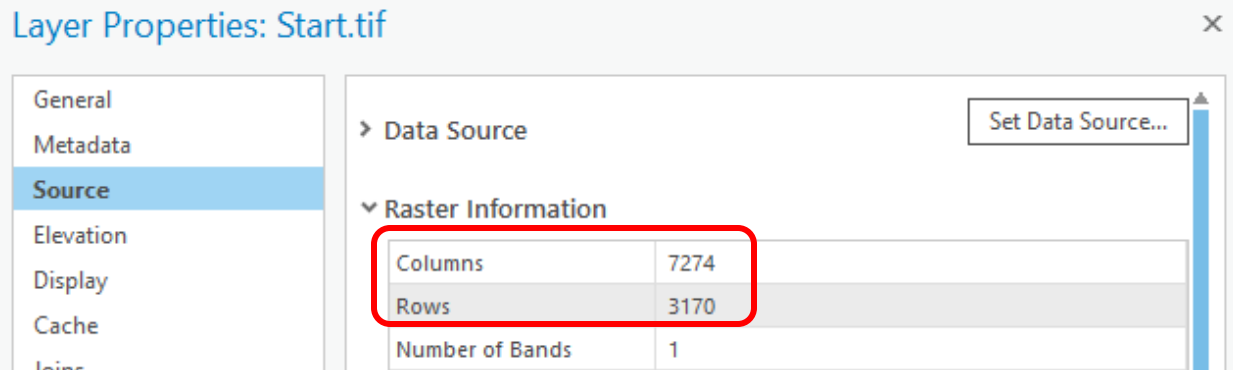 Layer Properties: Start.tif
General
Metadata
Source
Elevation
Display
Cache
Joins
Data Source
Set Data Source...
Raster Information
Columns 7274
Rows 3170
Number of Bands 1